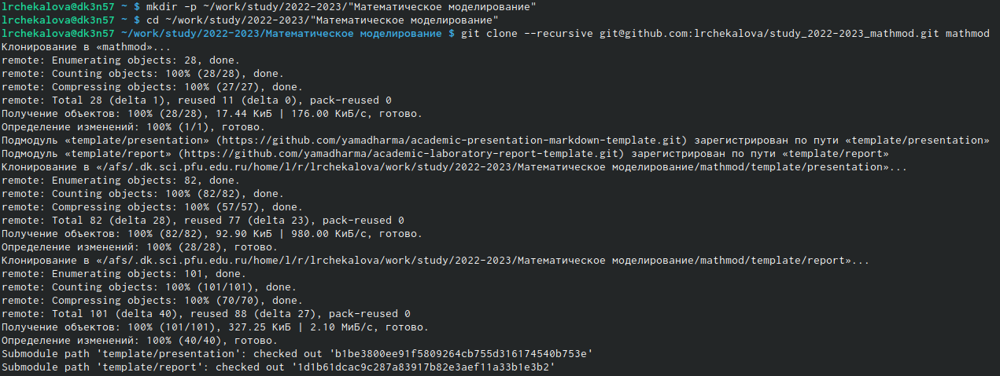 lrchekalova@dk3n57 ~ $ mkdir -p ~/work/study/2022-2023/"Математическое моделирование"
lrchekalova@dk3n57 ~ $ cd ~/work/study/2022-2023/"Математическое моделирование"
lrchekalova@dk3n57 ~/work/study/2022-2023/Математическое моделирование $ git clone --recursive git@github.com:lrchekalova/study_2022-2023_mathmod.git mathmod
Клонирование в «mathmod»...
remote: Enumerating objects: 28, done.
remote: Counting objects: 100% (28/28), done.
remote: Compressing objects: 100% (27/27), done.
remote: Total 28 (delta 1), reused 11 (delta 0), pack-reused 0
Получение объектов: 100% (28/28), 17.44 КиБ | 176.00 КиБ/с, готово.
Определение изменений: 100% (1/1), готово.
Подмодуль «template/presentation» (https://github.com/yamadharma/academic-presentation-markdown-template.git) зарегистрирован по пути «template/presentation»
Подмодуль «template/report» (https://github.com/yamadharma/academic-laboratory-report-template.git) зарегистрирован по пути «template/report»
Клонирование в «/afs/.dk.sci.pfu.edu.ru/home/l/r/lrchekalova/work/study/2022-2023/Математическое моделирование/mathmod/template/presentation»...
remote: Enumerating objects: 82, done.
remote: Counting objects: 100% (82/82), done.
remote: Compressing objects: 100% (57/57), done.
remote: Total 82 (delta 28), reused 77 (delta 23), pack-reused 0
Получение объектов: 100% (82/82), 92.90 КиБ | 980.00 КиБ/с, готово.
Определение изменений: 100% (28/28), готово.
Клонирование в «/afs/.dk.sci.pfu.edu.ru/home/l/r/lrchekalova/work/study/2022-2023/Математическое моделирование/mathmod/template/report»...
remote: Enumerating objects: 101, done.
remote: Counting objects: 100% (101/101), done.
remote: Compressing objects: 100% (70/70), done.
remote: Total 101 (delta 40), reused 88 (delta 27), pack-reused 0
Получение объектов: 100% (101/101), 327.25 КиБ | 2.10 МиБ/с, готово.
Определение изменений: 100% (40/40), готово.
Submodule path 'template/presentation': checked out 'b1be3800ee91f5809264cb755d316174540b753e'
Submodule path 'template/report': checked out '1d1b61dcac9c287a83917b82e3aef11a33b1e3b2'